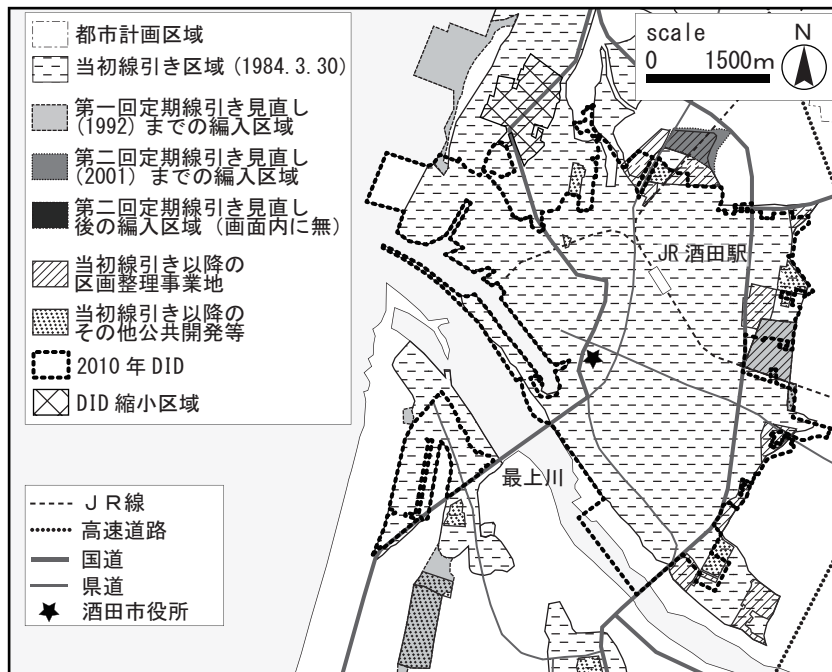 都市計画区域
当初線引き区域 (1984.3.30)
第一回定期線引き見直し
(1992) までの編入区域
第二回定期線引き見直し
(2001) までの編入区域
第二回定期線引き見直し
後の編入区域 (画面内に無)
当初線引き以降の
区画整理事業地
当初線引き以降の
その他公共開発等
2010 年 DID
DID 縮小区域
JR線
高速道路
国道
県道
酒田市役所
scale
0 1500m
N
JR 酒田駅
最上川